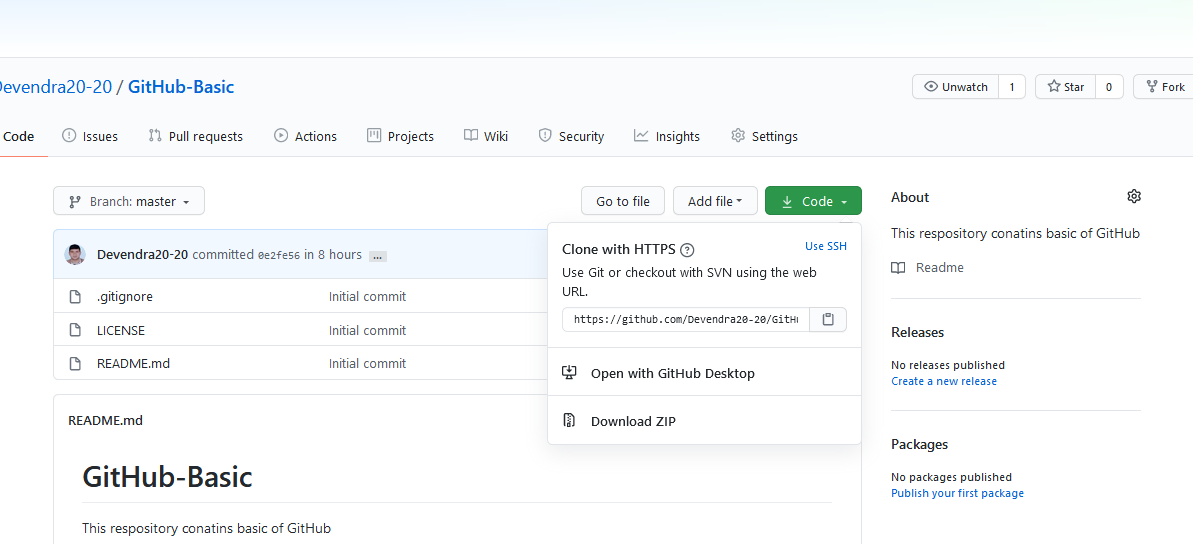 Devendra20-20 / GitHub-Basic
Unwatch 1 Star 0 Fork
Code Issues Pull requests Actions Projects Wiki Security Insights Settings
Branch: master Go to file Add file Code
Devendra20-20 committed 0e2fe56 in 8 hours ...
.gitignore Initial commit
LICENSE Initial commit
README.md Initial commit
Clone with HTTPS ? Use SSH
Use Git or checkout with SVN using the web
URL.
https://github.com/Devendra20-20/GitH
Open with GitHub Desktop
Download ZIP
README.md
GitHub-Basic
This respository conatins basic of GitHub
About
This respository conatins basic of GitHub
Readme
Releases
No releases published
Create a new release
Packages
No packages published
Publish your first package